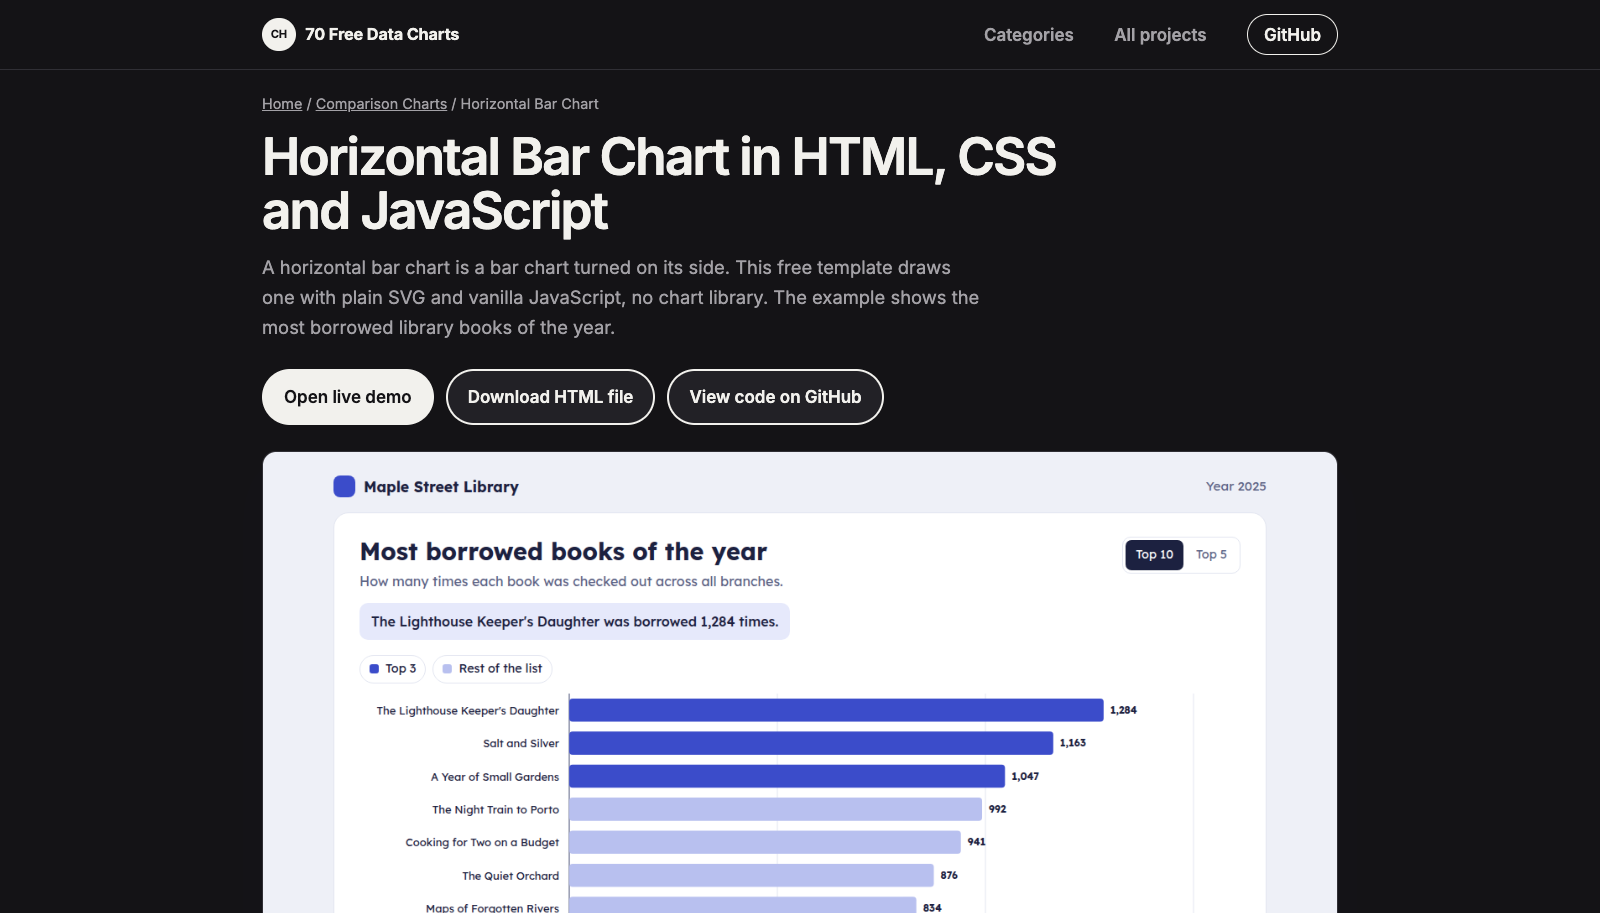 CH 70 Free Data Charts
Categories All projects GitHub
Home / Comparison Charts / Horizontal Bar Chart
Horizontal Bar Chart in HTML, CSS
and JavaScript
A horizontal bar chart is a bar chart turned on its side. This free template draws
one with plain SVG and vanilla JavaScript, no chart library. The example shows the
most borrowed library books of the year.
Open live demo Download HTML file View code on GitHub
Maple Street Library Year 2025
Most borrowed books of the year
Top 10 Top 5
How many times each book was checked out across all branches.
The Lighthouse Keeper's Daughter was borrowed 1,284 times.
Top 3 Rest of the list
The Lighthouse Keeper's Daughter 1,284
Salt and Silver 1,163
A Year of Small Gardens 1,047
The Night Train to Porto 992
Cooking for Two on a Budget 941
The Quiet Orchard 876
Maps of Forgotten Rivers 834